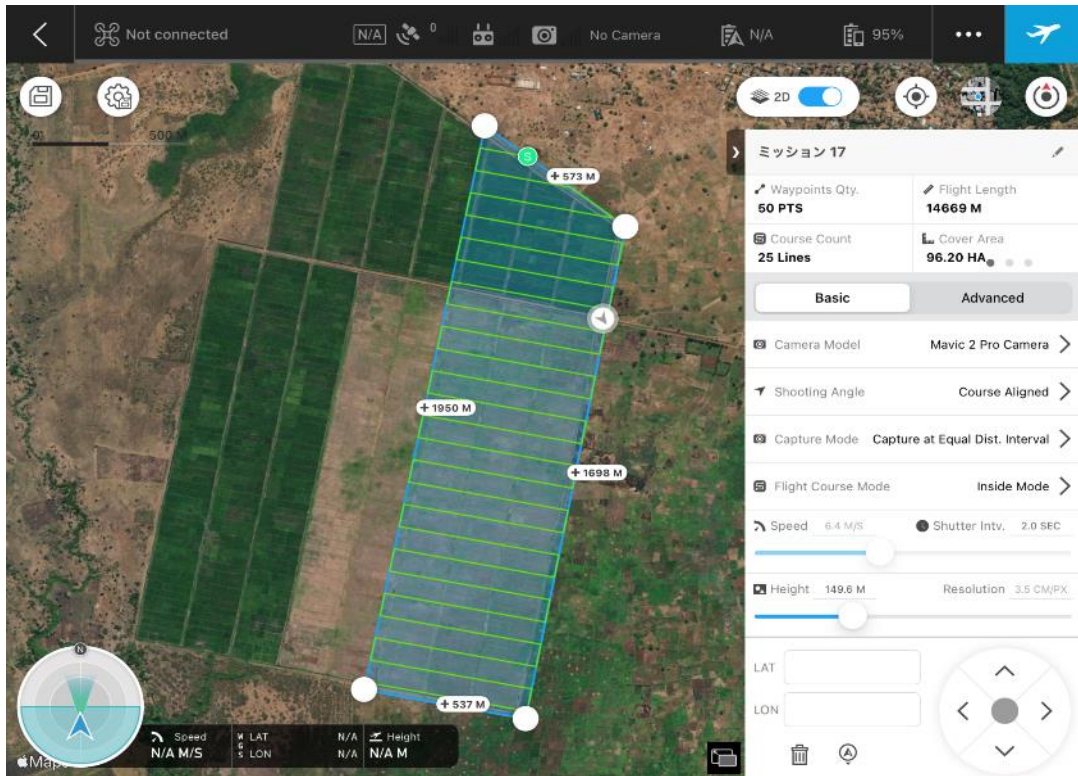 Not connected
N/A
0
No Camera
N/A
95%
2D
0'
500 M
S
+ 573 M
+ 1950 M
+ 1698 M
+ 537 M
ミッション 17
Waypoints Qty.
50 PTS
Flight Length
14669 M
Course Count
25 Lines
Cover Area
96.20 HA
Basic
Advanced
Camera Model
Mavic 2 Pro Camera
Shooting Angle
Course Aligned
Capture Mode
Capture at Equal Dist. Interval
Flight Course Mode
Inside Mode
Speed 6.4 M/S
Shutter Intv. 2.0 SEC
Height 149.6 M
Resolution 3.5 CM/PX
LAT
LON
N
Speed
N/A M/S
WGS
LAT N/A
LON N/A
Height
N/A M
Maps